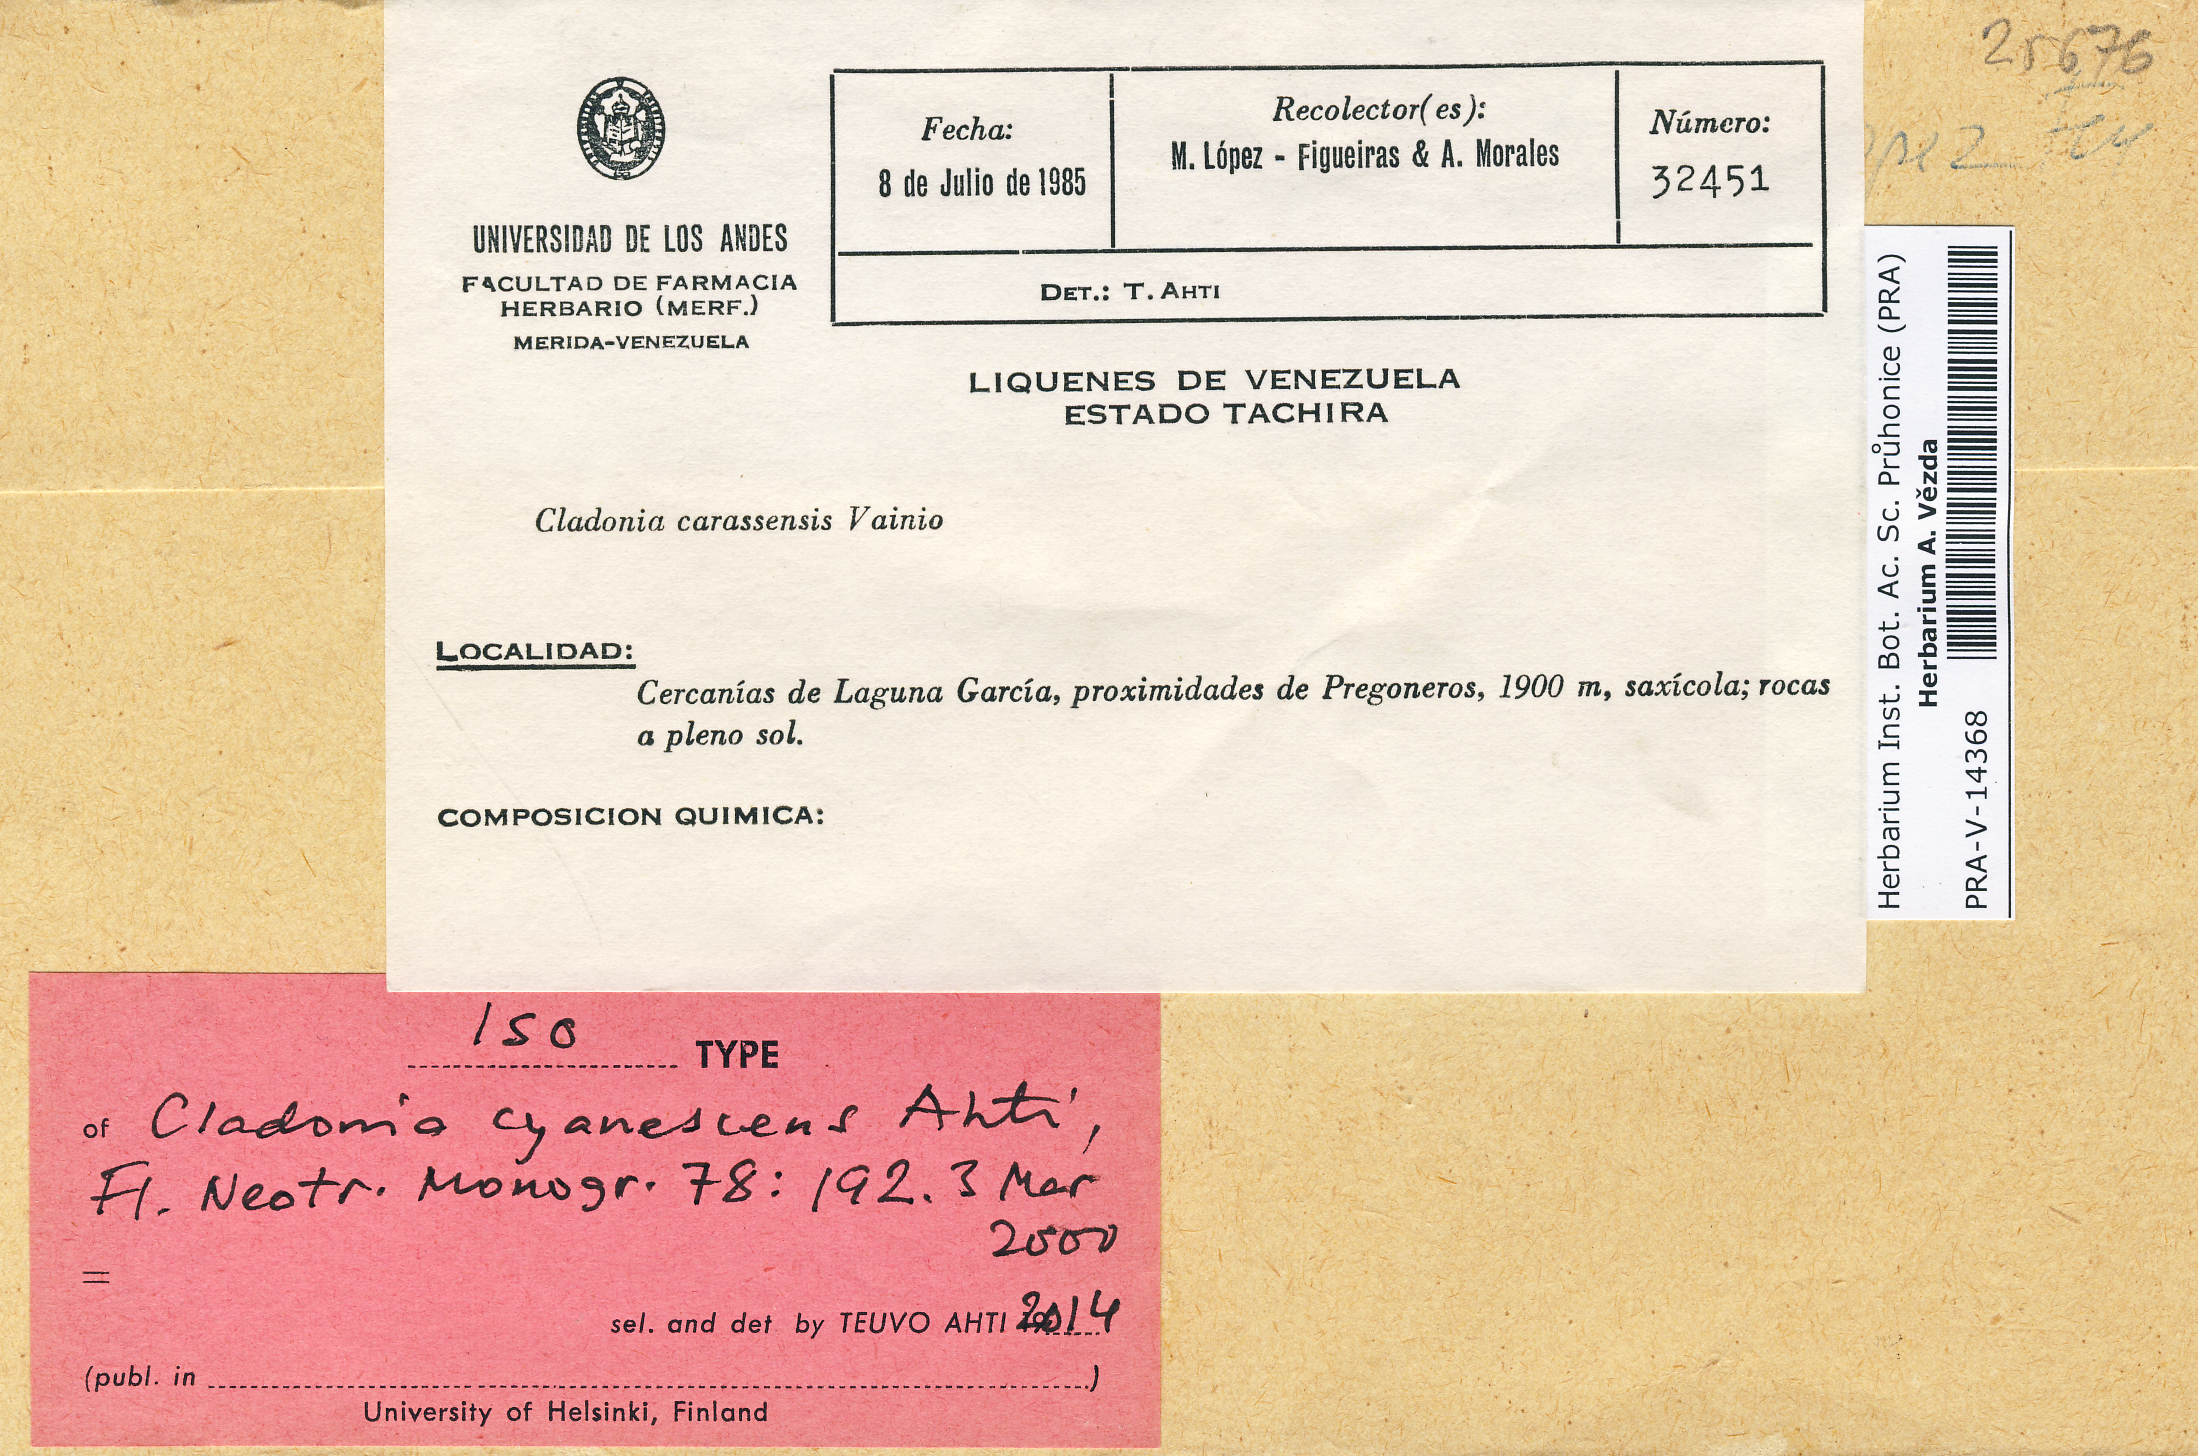 25676
Fecha:
8 de Julio de 1985
Recolector(es):
M. López - Figueiras & A. Morales
Número:
32451
DET.: T. AHTI
UNIVERSIDAD DE LOS ANDES
FACULTAD DE FARMACIA
HERBARIO (MERF.)
MERIDA-VENEZUELA
LIQUENES DE VENEZUELA
ESTADO TACHIRA
Cladonia carassensis Vainio
LOCALIDAD:
Cercanías de Laguna García, proximidades de Pregoneros, 1900 m, saxícola; rocas
a pleno sol.
COMPOSICION QUIMICA:
Herbarium Inst. Bot. Ac. Sc. Průhonice (PRA)
Herbarium A. Vězda
PRA-V-14368
Iso TYPE
of Cladonia cyanescens Ahti,
Fl. Neotr. Monogr. 78: 192. 3 Mar
2000
=
sel. and det by TEUVO AHTI 2014
(publ. in )
University of Helsinki, Finland